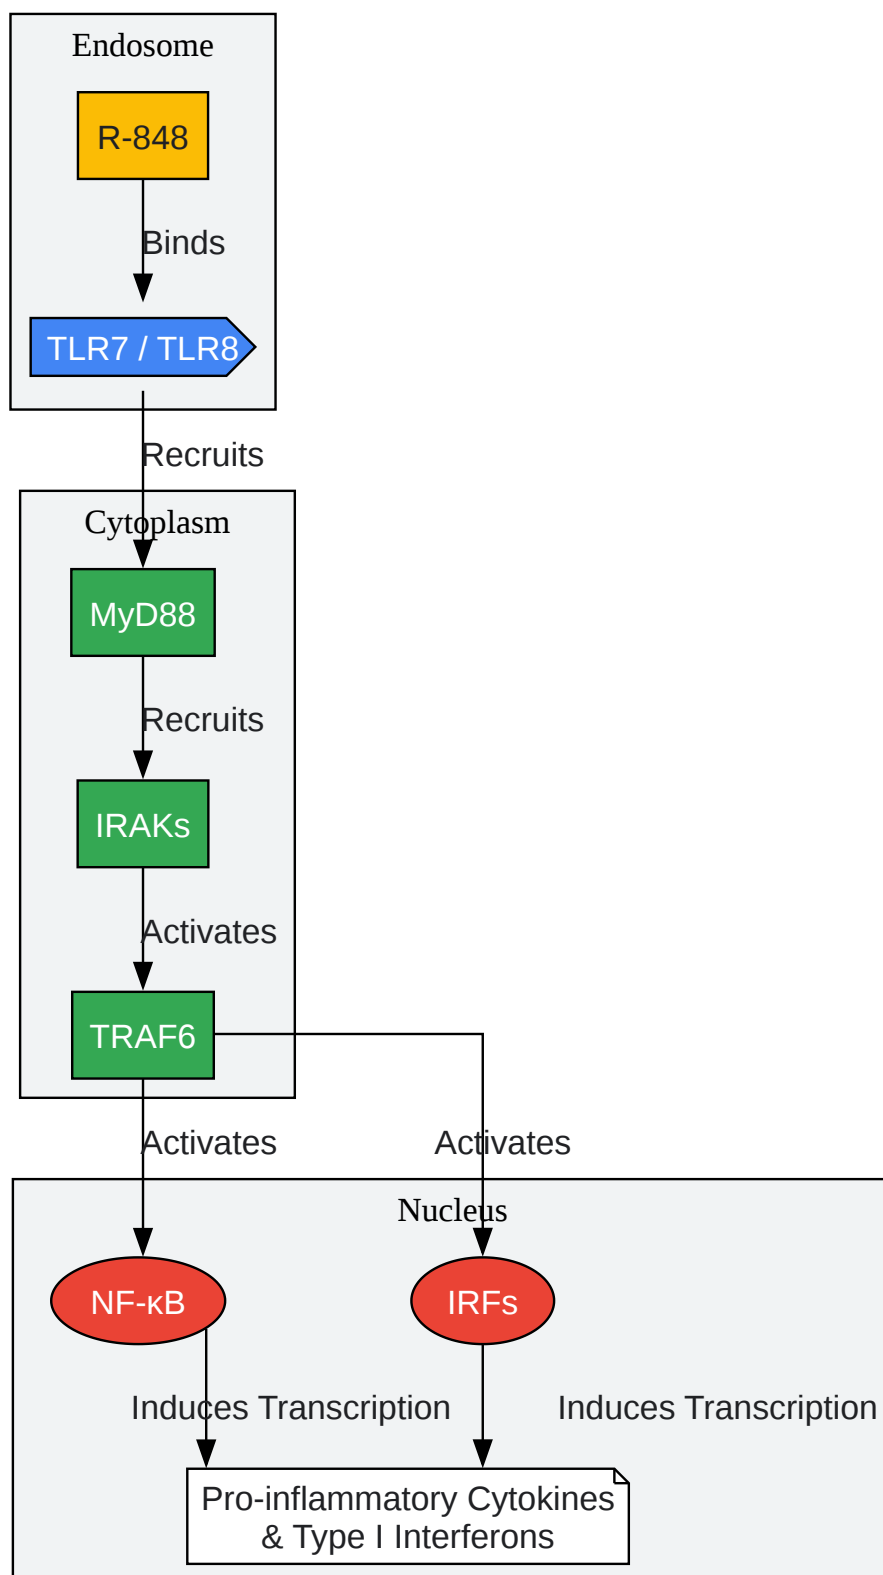 Endosome
R-848
Binds
TLR7 / TLR8
Recruits
Cytoplasm
MyD88
Recruits
IRAKs
Activates
TRAF6
Activates
Activates
Nucleus
NF-κB
IRFs
Induces Transcription
Induces Transcription
Pro-inflammatory Cytokines
& Type I Interferons